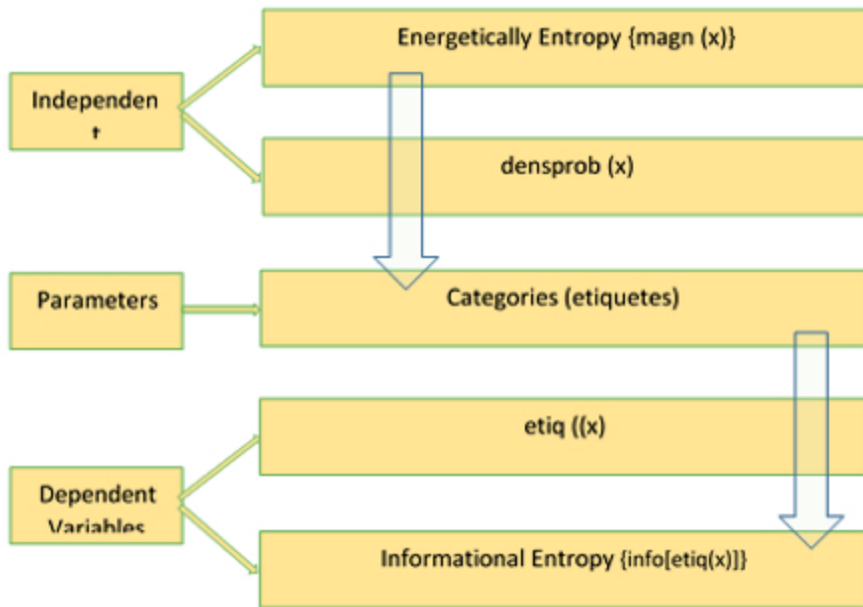 Energetically Entropy {magn (x)}
Independen
t
densprob (x)
Parameters
Categories (etiquetes)
etiq ((x)
Dependent
Variables
Informational Entropy {info[etiq(x)]}